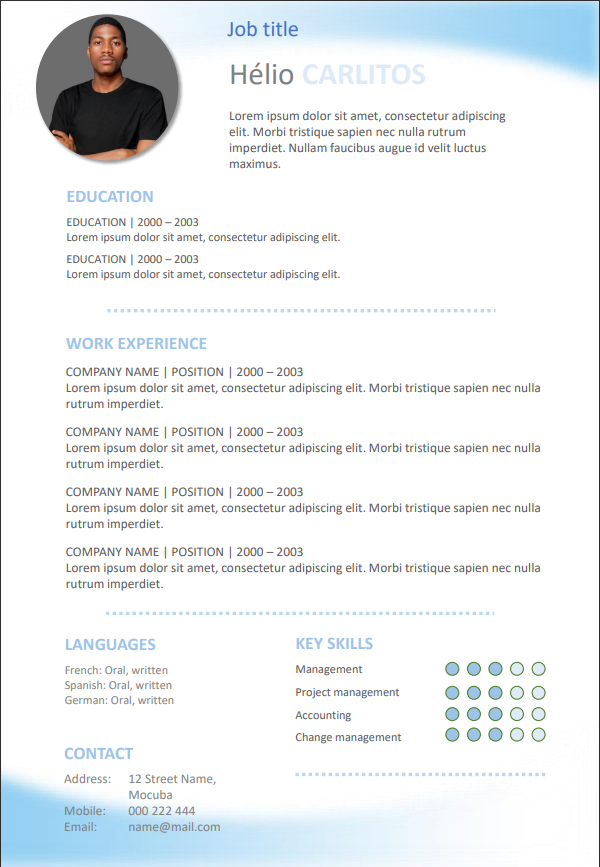 Job title
Hélio CARLITOS
Lorem ipsum dolor sit amet, consectetur adipiscing
elit. Morbi tristique sapien nec nulla rutrum
imperdiet. Nullam faucibus augue id velit luctus
maximus.
EDUCATION
EDUCATION | 2000 – 2003
Lorem ipsum dolor sit amet, consectetur adipiscing elit.
EDUCATION | 2000 – 2003
Lorem ipsum dolor sit amet, consectetur adipiscing elit.
WORK EXPERIENCE
COMPANY NAME | POSITION | 2000 – 2003
Lorem ipsum dolor sit amet, consectetur adipiscing elit. Morbi tristique sapien nec nulla
rutrum imperdiet.
COMPANY NAME | POSITION | 2000 – 2003
Lorem ipsum dolor sit amet, consectetur adipiscing elit. Morbi tristique sapien nec nulla
rutrum imperdiet.
COMPANY NAME | POSITION | 2000 – 2003
Lorem ipsum dolor sit amet, consectetur adipiscing elit. Morbi tristique sapien nec nulla
rutrum imperdiet.
COMPANY NAME | POSITION | 2000 – 2003
Lorem ipsum dolor sit amet, consectetur adipiscing elit. Morbi tristique sapien nec nulla
rutrum imperdiet.
LANGUAGES
French: Oral, written
Spanish: Oral, written
German: Oral, written
CONTACT
Address: 12 Street Name,
Mocuba
Mobile: 000 222 444
Email: name@mail.com
KEY SKILLS
Management
Project management
Accounting
Change management